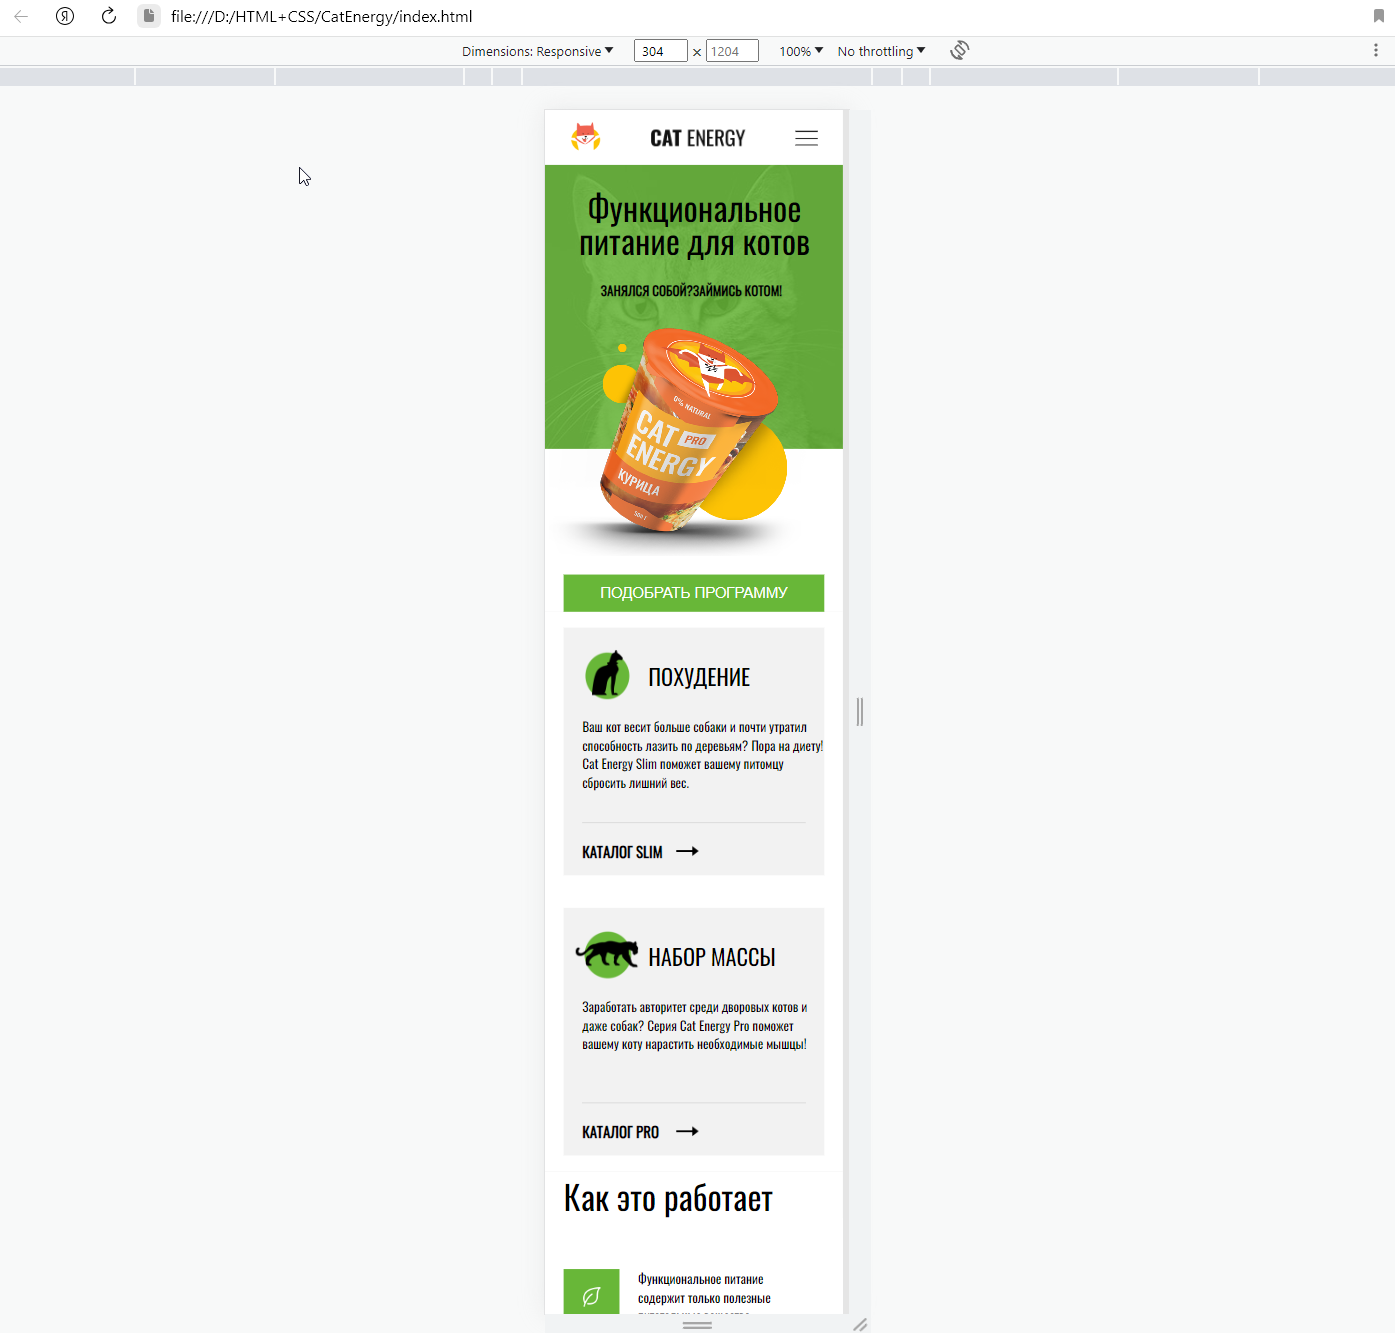 Я
file:///D:/HTML+CSS/CatEnergy/index.html
Dimensions: Responsive 304 × 1204 100% No throttling
CAT ENERGY
Функциональное
питание для котов
ЗАНЯЛСЯ СОБОЙ?ЗАЙМИСЬ КОТОМ!
0% NATURAL
CAT PRO
ENERGY
КУРИЦА
500 г
ПОДОБРАТЬ ПРОГРАММУ
ПОХУДЕНИЕ
Ваш кот весит больше собаки и почти утратил
способность лазить по деревьям? Пора на диету!
Cat Energy Slim поможет вашему питомцу
сбросить лишний вес.
КАТАЛОГ SLIM
НАБОР МАССЫ
Заработать авторитет среди дворовых котов и
даже собак? Серия Cat Energy Pro поможет
вашему коту нарастить необходимые мышцы!
КАТАЛОГ PRO
Как это работает
Функциональное питание
содержит только полезные